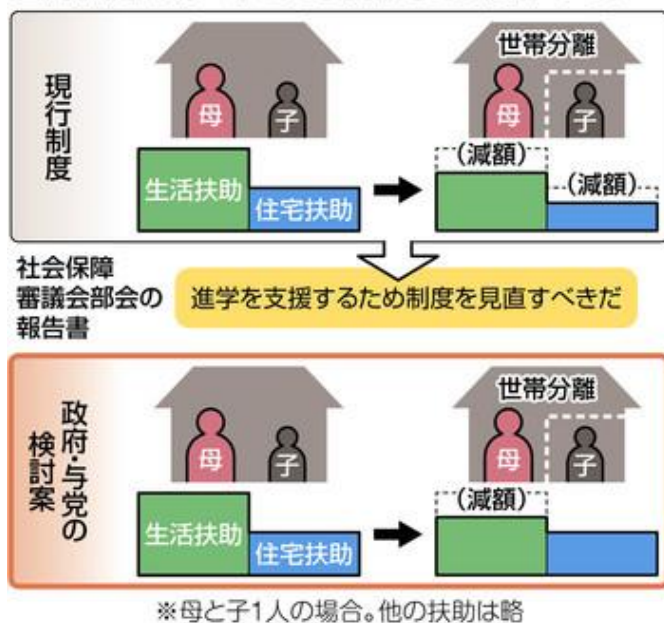 現行制度
母
子
生活扶助
住宅扶助
世帯分離
母
子
(減額)
(減額)
社会保障
審議会部会の
報告書
進学を支援するため制度を見直すべきだ
政府・与党の
検討案
母
子
生活扶助
住宅扶助
世帯分離
母
子
(減額)
※母と子1人の場合。他の扶助は略